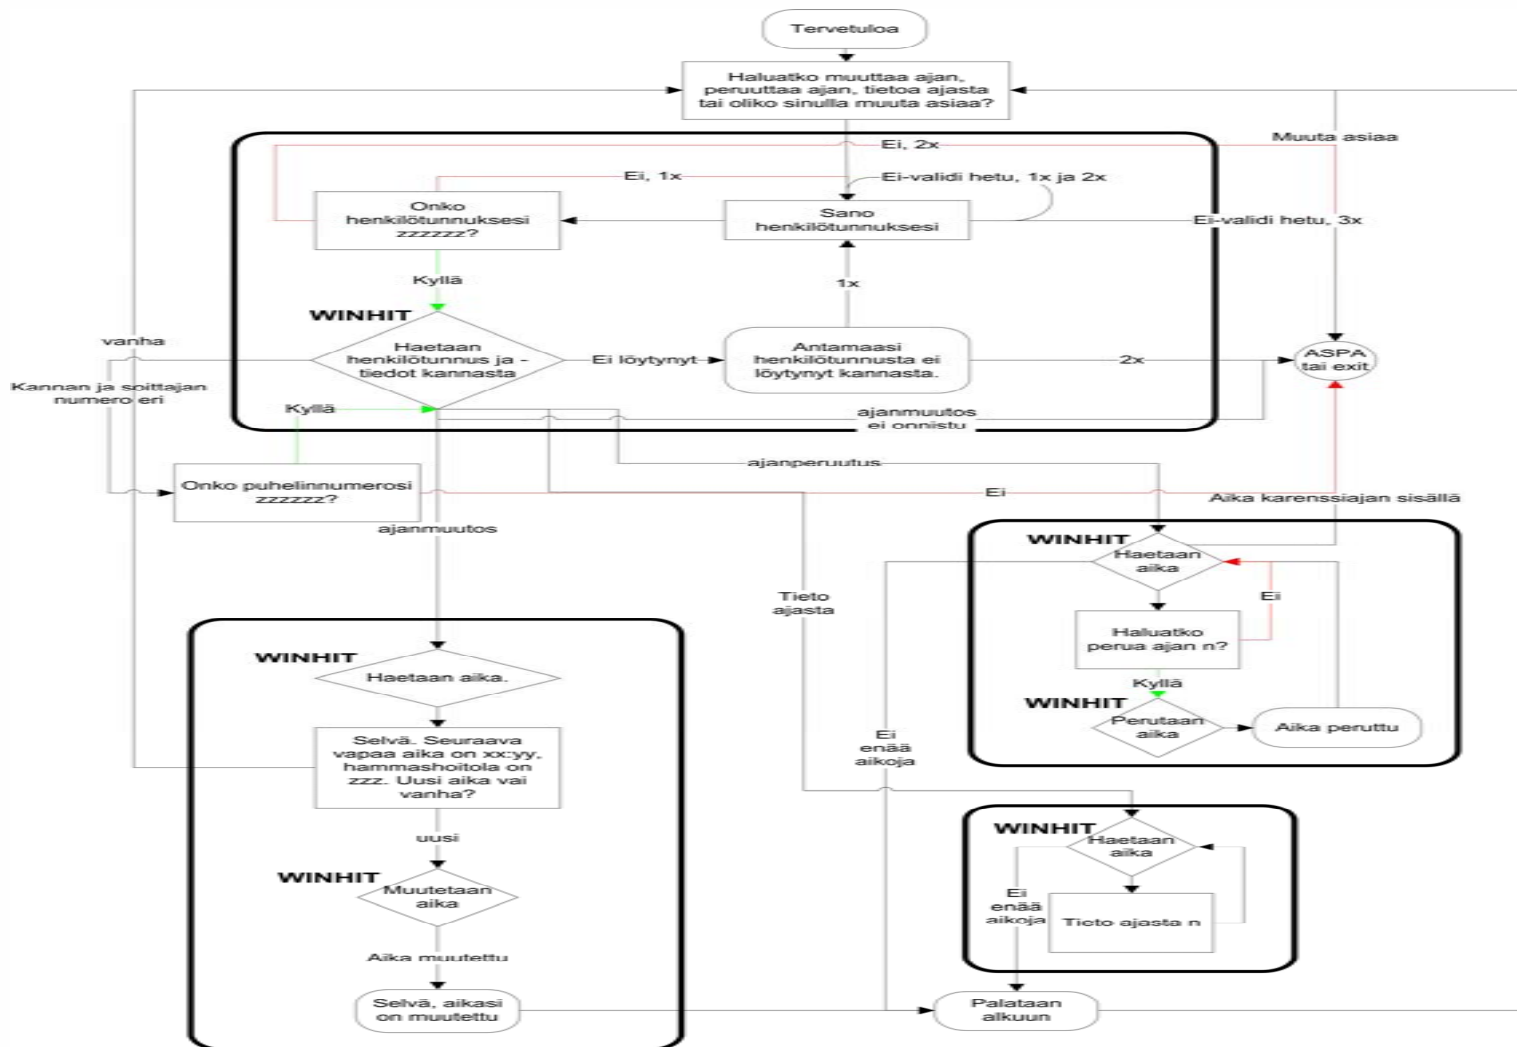 Tervetuloa
Haluatko muuttaa ajan,
peruuttaa ajan, tietoa ajasta
tai oliko sinulla muuta asiaa?
Muuta asiaa
Ei, 2x
Ei, 1x
Ei-validi hetu, 1x ja 2x
Onko
henkilötunnuksesi
zzzzzz?
Sano
henkilötunnuksesi
Ei-validi hetu, 3x
Kyllä
1x
WINHIT
Haetaan
henkilötunnus ja -
tiedot kannasta
Ei löytynyt
Antamaasi
henkilötunnusta ei
löytynyt kannasta.
2x
ASPA
tai exit
vanha
Kannan ja soittajan
numero eri
Kyllä
ajanmuutos
ei onnistu
ajanperuutus
Onko puhelinnumerosi
zzzzzz?
Ei
Aika karenssiajan sisällä
ajanmuutos
WINHIT
Haetaan
aika
Ei
Tieto
ajasta
Haluatko
perua ajan n?
Kyllä
WINHIT
Perutaan
aika
Aika peruttu
WINHIT
Haetaan aika.
Selvä. Seuraava
vapaa aika on xx:yy,
hammashoitola on
zzz. Uusi aika vai
vanha?
Ei
enää
aikoja
uusi
WINHIT
Muutetaan
aika
WINHIT
Haetaan
aika
Ei
enää
aikoja
Tieto ajasta n
Aika muutettu
Selvä, aikasi
on muutettu
Palataan
alkuun